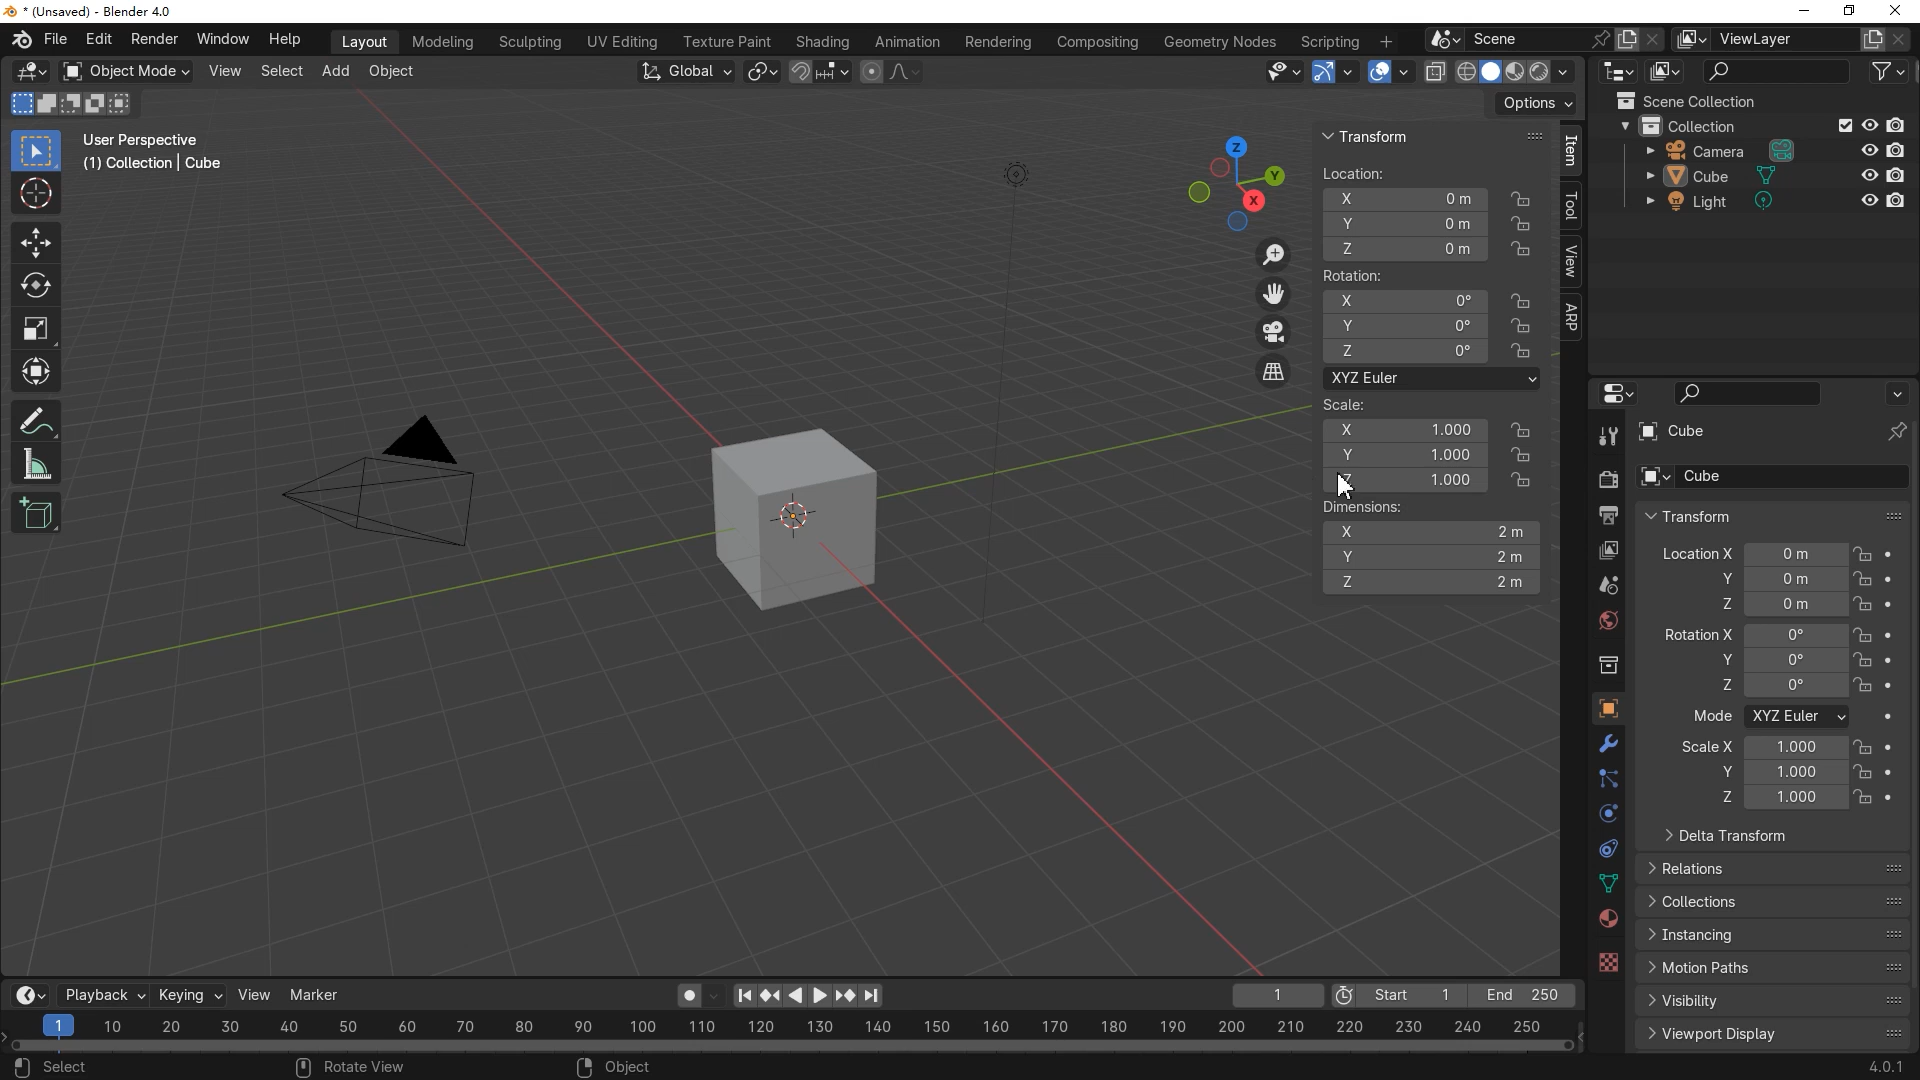 * (Unsaved) - Blender 4.0
File Edit Render Window Help
Layout Modeling Sculpting UV Editing Texture Paint Shading Animation Rendering Compositing Geometry Nodes Scripting +
Scene
ViewLayer
Object Mode View Select Add Object
Global
Options
User Perspective
(1) Collection | Cube
Z
Y
X
Transform
Location:
X 0 m
Y 0 m
Z 0 m
Rotation:
X 0°
Y 0°
Z 0°
XYZ Euler
Scale:
X 1.000
Y 1.000
Z 1.000
Dimensions:
X 2 m
Y 2 m
Z 2 m
Item
Tool
View
ARP
Scene Collection
Collection
Camera
Cube
Light
Cube
Cube
Transform
Location X 0 m
Y 0 m
Z 0 m
Rotation X 0°
Y 0°
Z 0°
Mode XYZ Euler
Scale X 1.000
Y 1.000
Z 1.000
Delta Transform
Relations
Collections
Instancing
Motion Paths
Visibility
Viewport Display
Playback Keying View Marker
1 Start 1 End 250
1 10 20 30 40 50 60 70 80 90 100 110 120 130 140 150 160 170 180 190 200 210 220 230 240 250
Select Rotate View Object
4.0.1